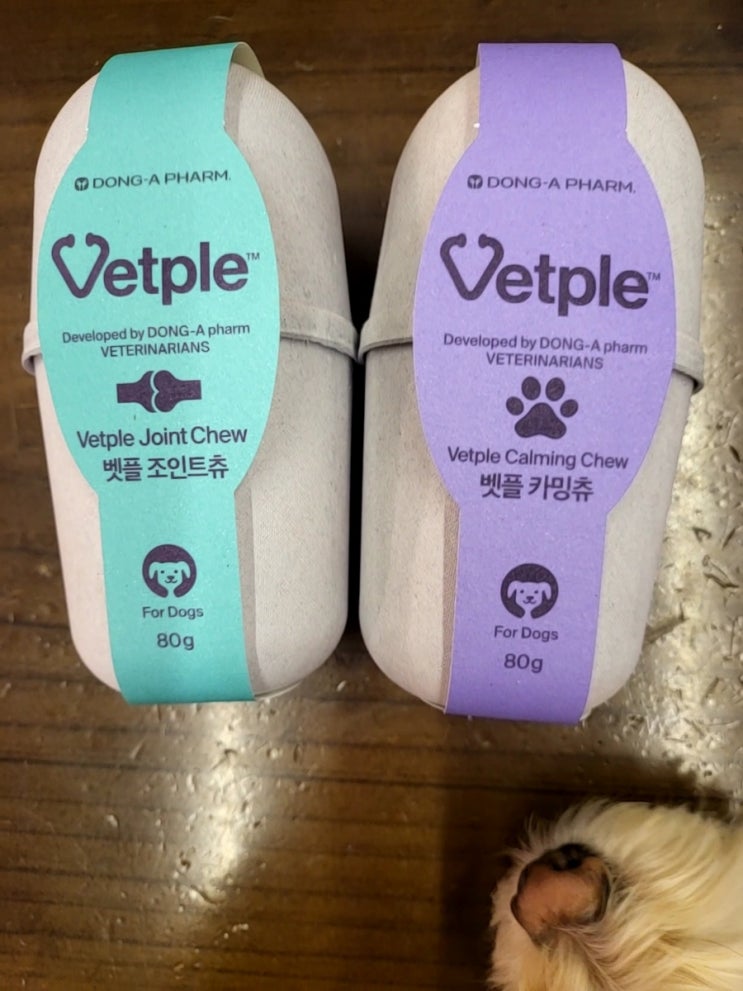 DONG-A PHARM.
Vetple™
Developed by DONG-A pharm
VETERINARIANS
Vetple Joint Chew
벳플 조인트츄
For Dogs
80g
DONG-A PHARM.
Vetple™
Developed by DONG-A pharm
VETERINARIANS
Vetple Calming Chew
벳플 카밍츄
For Dogs
80g